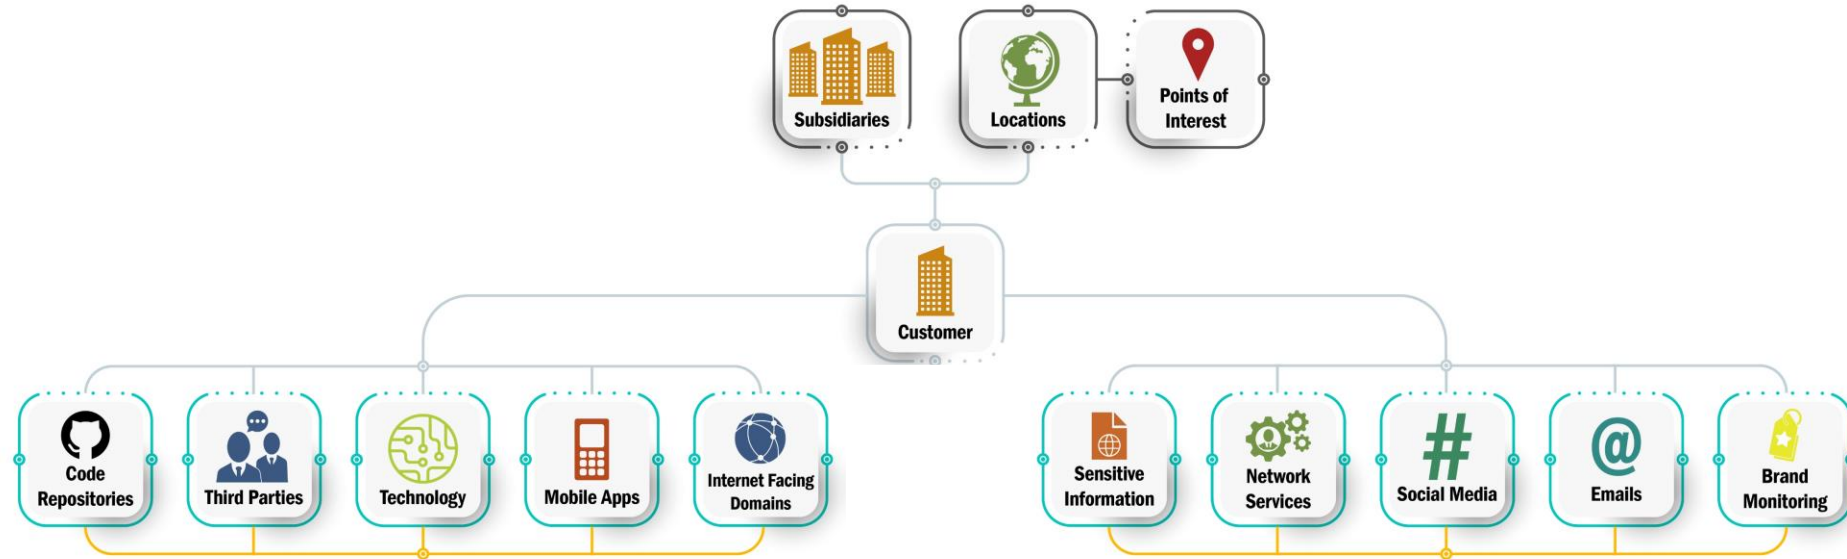 Subsidiaries
Locations
Points of
Interest
Customer
Code
Repositories
Third Parties
Technology
Mobile Apps
Internet Facing
Domains
Sensitive
Information
Network
Services
#
Social Media
@
Emails
Brand
Monitoring